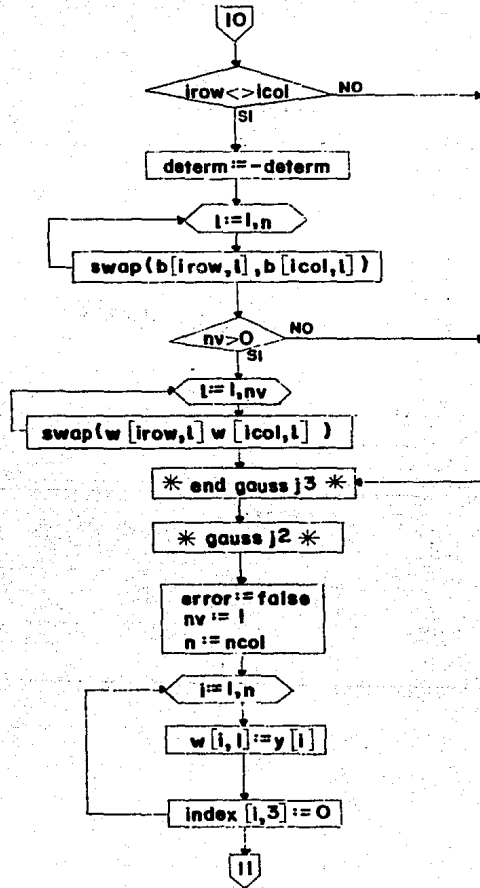 10
irow<>icol
NO
SI
determ:=-determ
l:=1,n
swap(b[irow,l],b[icol,l])
nv>0
NO
SI
l:=1,nv
swap(w[irow,l] w[icol,l] )
* end gauss j3 *
* gauss j2 *
error:=false
nv:= 1
n:= ncol
i:=1,n
w[i,1]:=y[i]
index [i,3]:=0
11